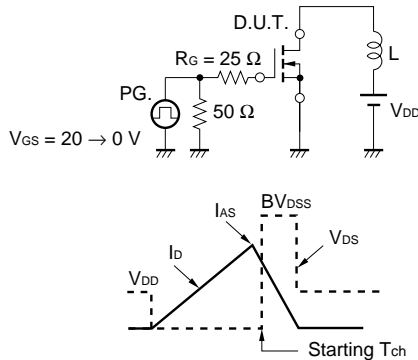 D.U.T.
RG = 25 Ω
L
PG.
50 Ω
VDD
VGS = 20 → 0 V
BVDSS
IAS
ID
VDS
VDD
Starting Tch